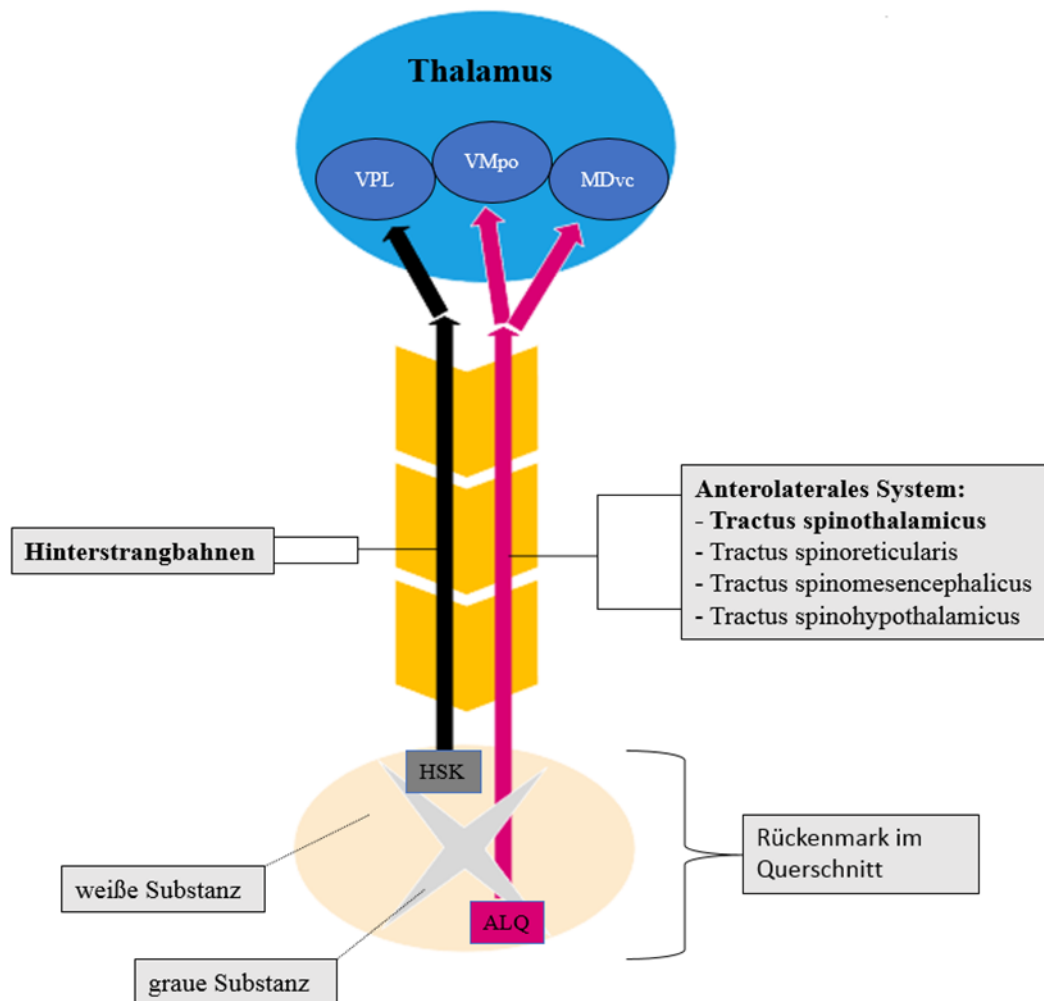 Thalamus
VPL
VMpo
MDvc
Hinterstrangbahnen
Anterolaterales System:
- Tractus spinothalamicus
- Tractus spinoreticularis
- Tractus spinomesencephalicus
- Tractus spinohypothalamicus
HSK
ALQ
Rückenmark im
Querschnitt
weiße Substanz
graue Substanz